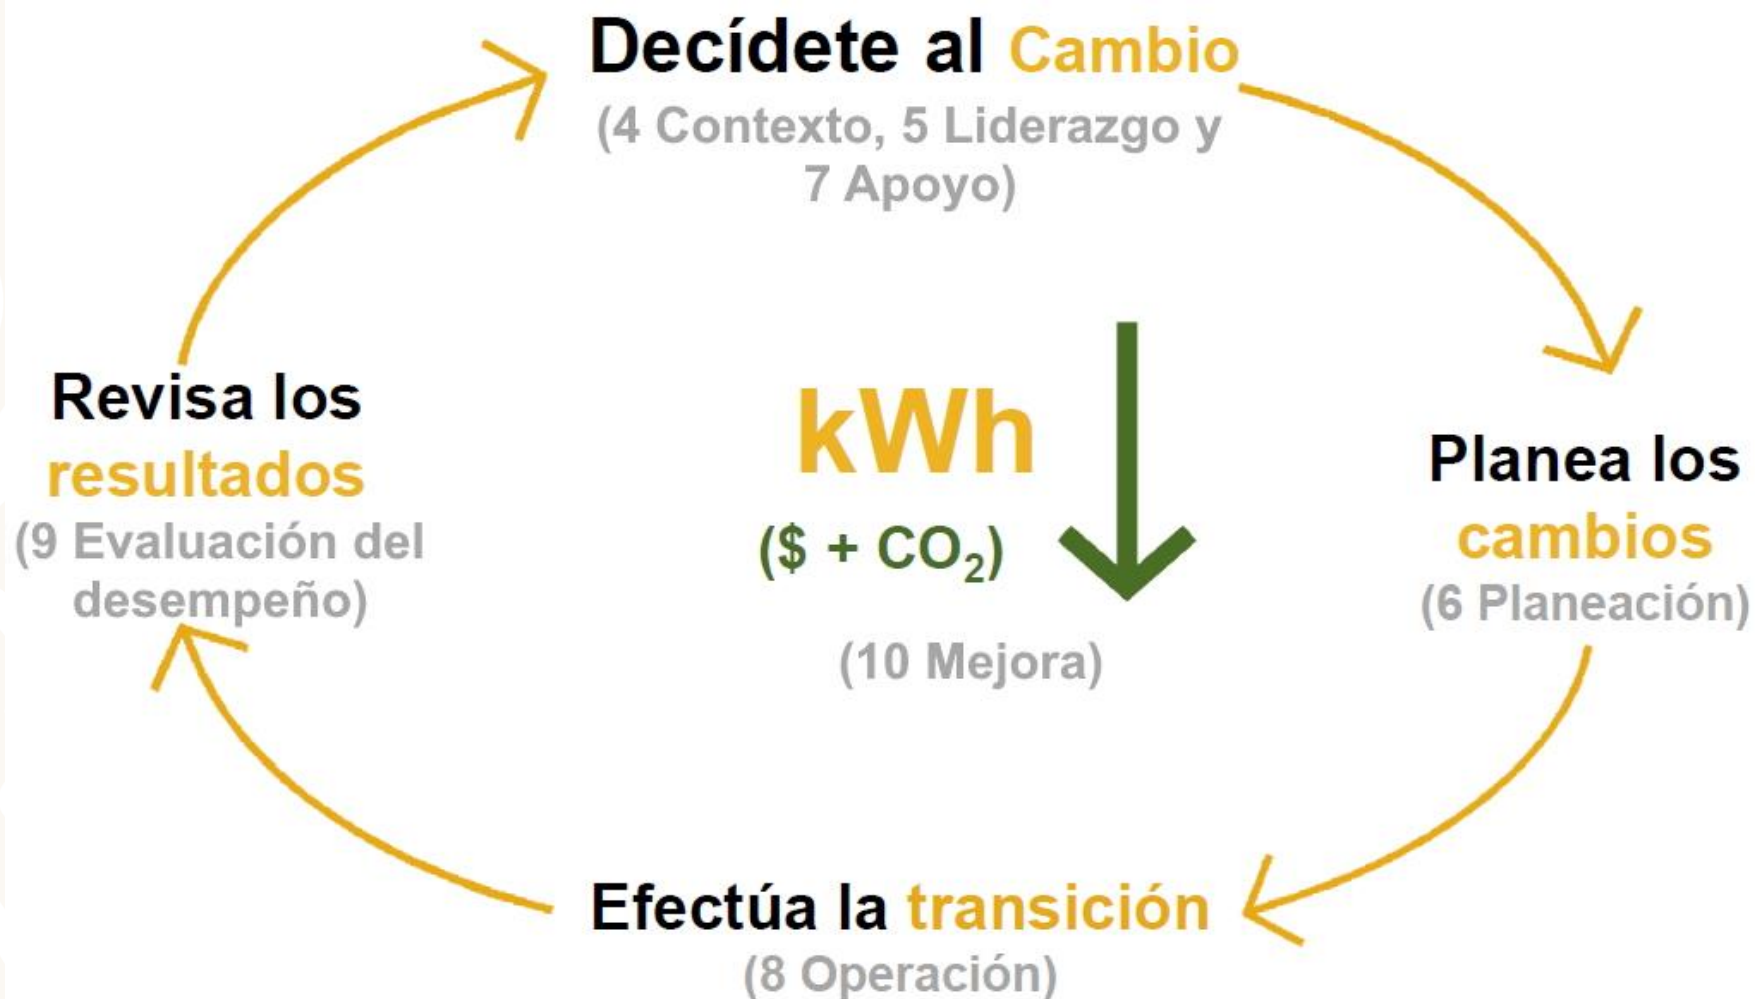 Decídete al Cambio
(4 Contexto, 5 Liderazgo y
7 Apoyo)
Revisa los
resultados
(9 Evaluación del
desempeño)
kWh
($ + CO₂)
(10 Mejora)
Planea los
cambios
(6 Planeación)
Efectúa la transición
(8 Operación)